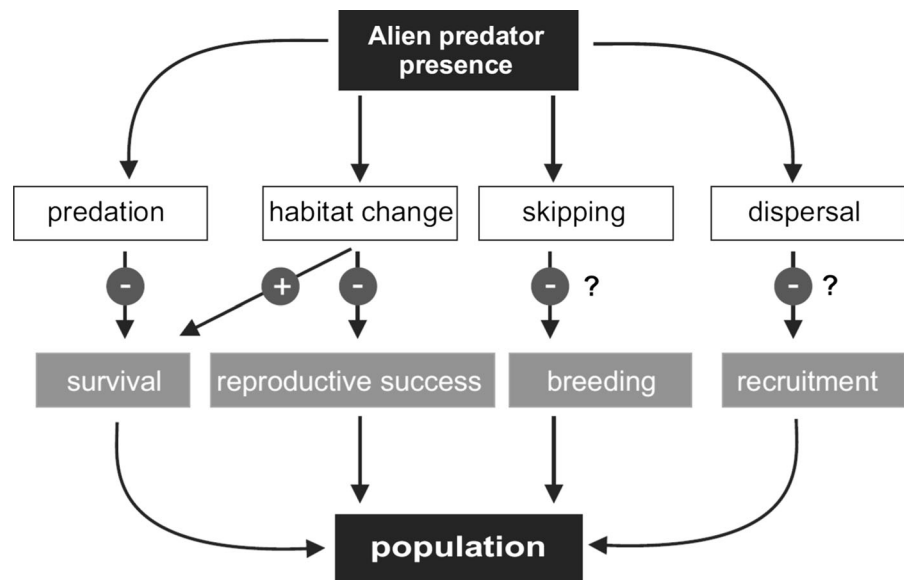 Alien predator
presence
predation
habitat change
skipping
dispersal
-
+
-
- ?
- ?
survival
reproductive success
breeding
recruitment
population